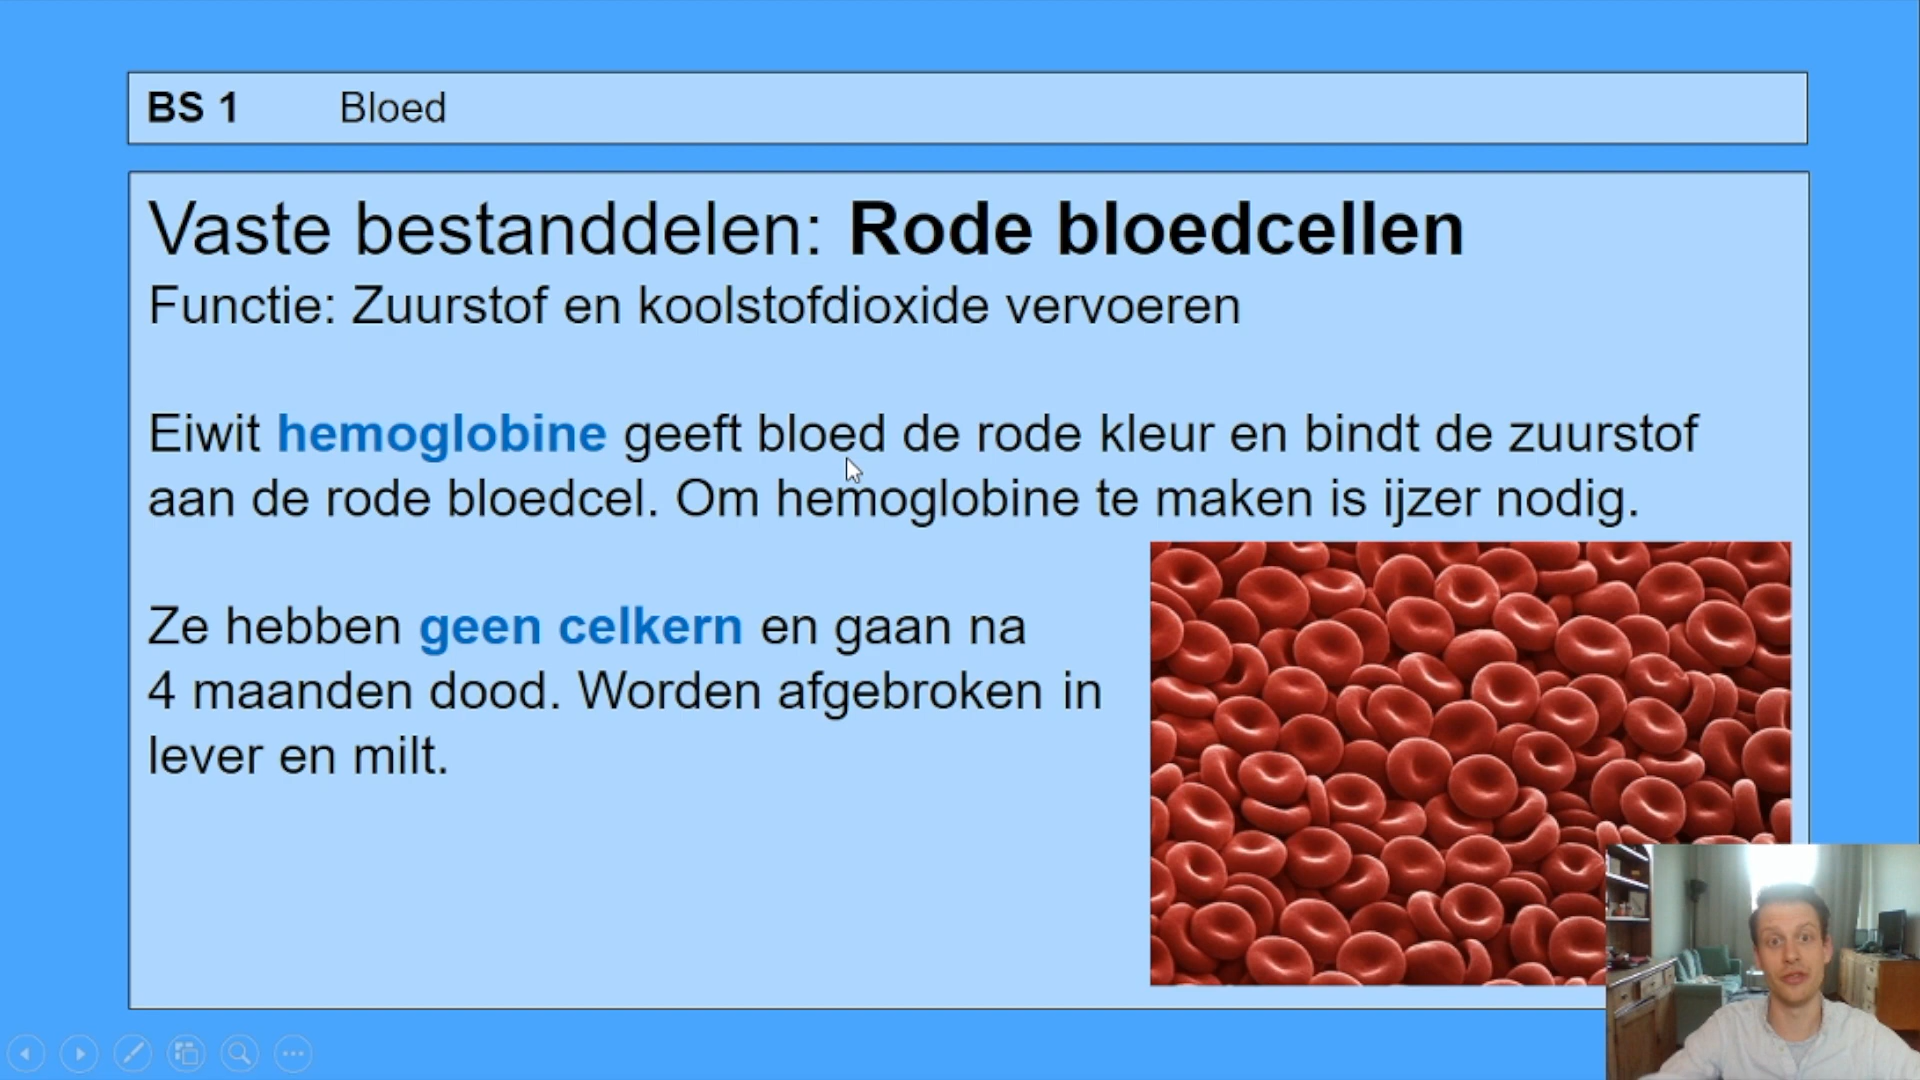 BS 1 Bloed
Vaste bestanddelen: Rode bloedcellen
Functie: Zuurstof en koolstofdioxide vervoeren
Eiwit hemoglobine geeft bloed de rode kleur en bindt de zuurstof
aan de rode bloedcel. Om hemoglobine te maken is ijzer nodig.
Ze hebben geen celkern en gaan na
4 maanden dood. Worden afgebroken in
lever en milt.